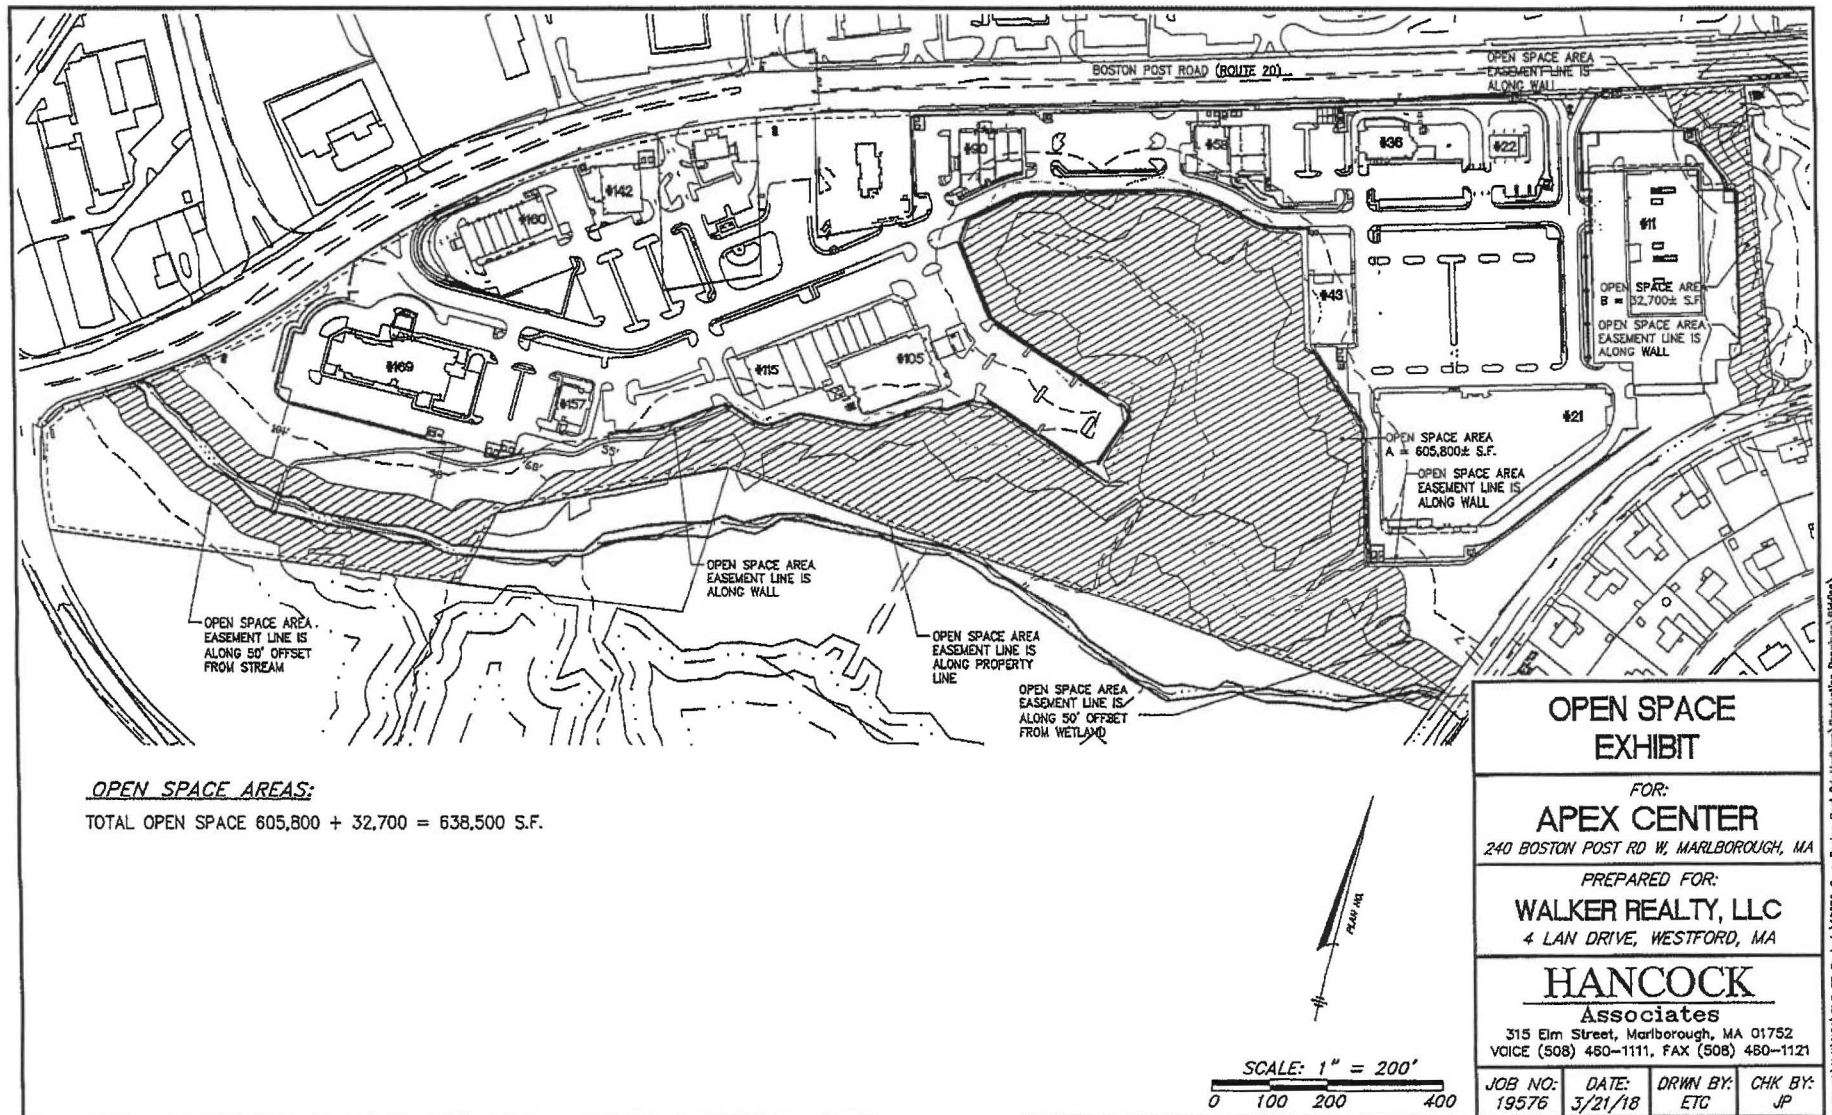 BOSTON POST ROAD (ROUTE 20)
OPEN SPACE AREA
EASEMENT LINE IS
ALONG WALL
#90
#58
#36
#22
#142
#160
#11
OPEN SPACE AREA
B = 32,700± S.F.
OPEN SPACE AREA
EASEMENT LINE IS
ALONG WALL
#43
#169
#115
#105
#157
#21
OPEN SPACE AREA
A = 605,800± S.F.
OPEN SPACE AREA
EASEMENT LINE IS
ALONG WALL
55'
68'
OPEN SPACE AREA
EASEMENT LINE IS
ALONG WALL
OPEN SPACE AREA
EASEMENT LINE IS
ALONG 50' OFFSET
FROM STREAM
OPEN SPACE AREA
EASEMENT LINE IS
ALONG PROPERTY
LINE
OPEN SPACE AREA
EASEMENT LINE IS
ALONG 50' OFFSET
FROM WETLAND
OPEN SPACE AREAS:
TOTAL OPEN SPACE 605,800 + 32,700 = 638,500 S.F.
PLAN NO.
SCALE: 1" = 200'
0 100 200 400
OPEN SPACE
EXHIBIT
FOR:
APEX CENTER
240 BOSTON POST RD W, MARLBOROUGH, MA
PREPARED FOR:
WALKER REALTY, LLC
4 LAN DRIVE, WESTFORD, MA
HANCOCK
Associates
315 Elm Street, Marlborough, MA 01752
VOICE (508) 460-1111, FAX (508) 460-1121
JOB NO: 19576
DATE: 3/21/18
DRWN BY: ETC
CHK BY: JP